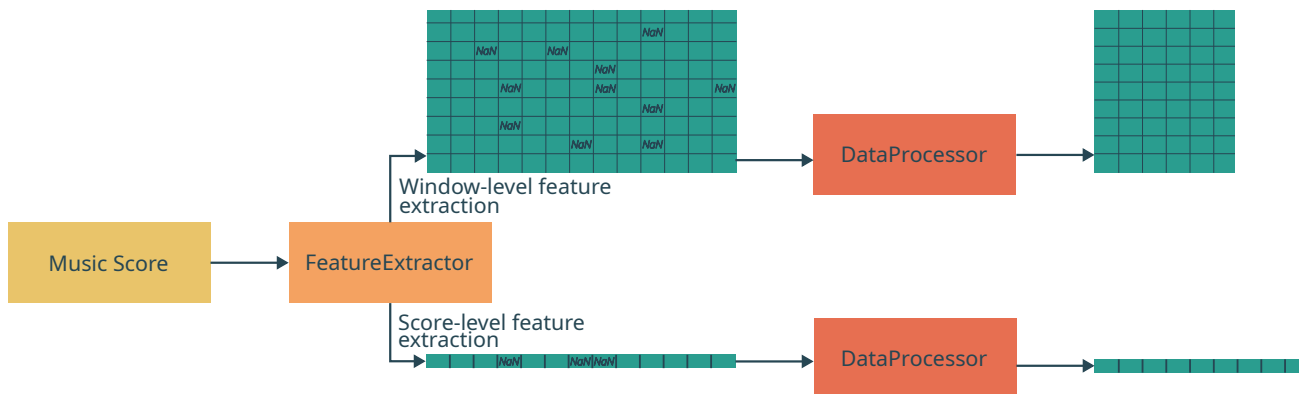 NaN
NaN NaN
NaN
NaN NaN NaN
NaN
NaN
NaN NaN
DataProcessor
Window-level feature
extraction
Music Score
FeatureExtractor
Score-level feature
extraction
NaN NaN NaN
DataProcessor